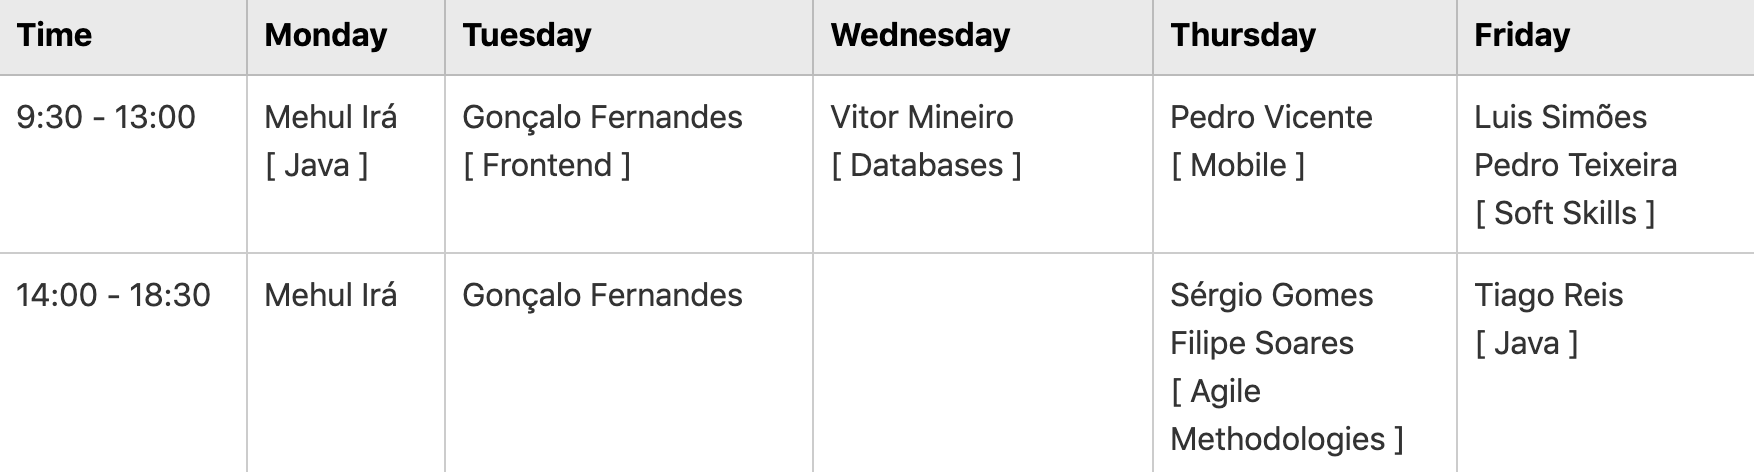 Time Monday Tuesday Wednesday Thursday Friday
9:30 - 13:00 Mehul Irá Gonçalo Fernandes Vitor Mineiro Pedro Vicente Luis Simões
[ Java ] [ Frontend ] [ Databases ] [ Mobile ] Pedro Teixeira
[ Soft Skills ]
14:00 - 18:30 Mehul Irá Gonçalo Fernandes Sérgio Gomes Tiago Reis
Filipe Soares [ Java ]
[ Agile
Methodologies ]